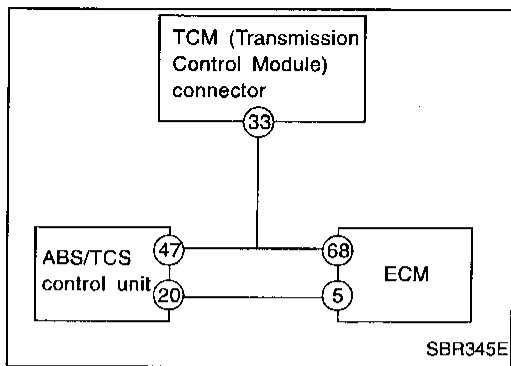 TCM (Transmission
Control Module)
connector
33
ABS/TCS
control unit
47
20
68
5
ECM
SBR345E